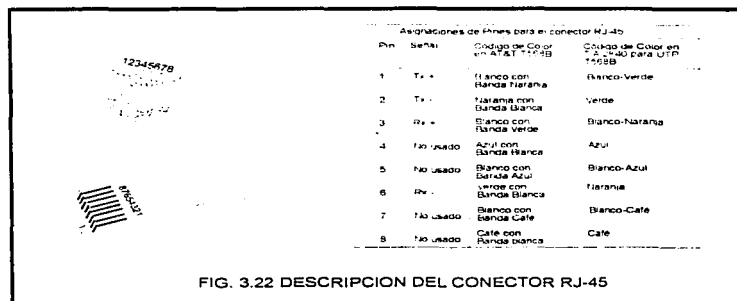 12345678
87654321
Asignaciones de Pines para el conector RJ-45
Pin Señal Código de Color en AT&T T568B Código de Color en para UTP T568B
1 Tx + Blanco con Banda Naranja Blanco-Verde
2 Tx - Naranja con Banda Blanca Verde
3 Rx + Blanco con Banda Verde Blanco-Naranja
4 No usado Azul con Banda Blanca Azul
5 No usado Blanco con Banda Azul Blanco-Azul
6 Rx - Verde con Banda Blanca Naranja
7 No usado Blanco con Banda Café Blanco-Café
8 No usado Café con Banda blanca Café
FIG. 3.22 DESCRIPCION DEL CONECTOR RJ-45